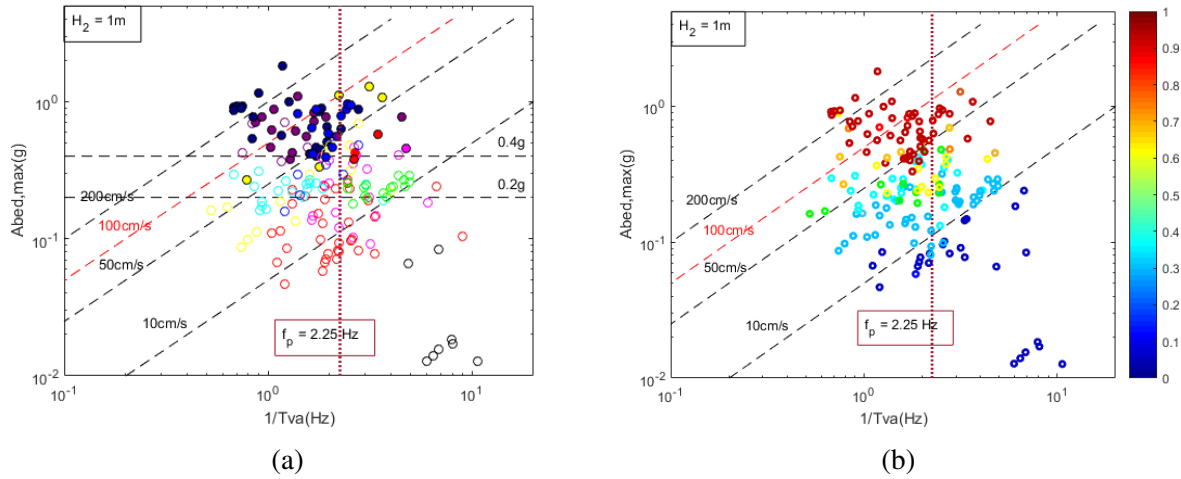 H₂ = 1m
0.4g
0.2g
200cm/s
100cm/s
50cm/s
10cm/s
f_p = 2.25 Hz
10^0
10^-1
10^-2
10^-1
10^0
10^1
Abed,max(g)
1/Tva(Hz)
(a)
H₂ = 1m
200cm/s
100cm/s
50cm/s
10cm/s
f_p = 2.25 Hz
10^0
10^-1
10^-2
10^-1
10^0
10^1
Abed,max(g)
1/Tva(Hz)
1
0.9
0.8
0.7
0.6
0.5
0.4
0.3
0.2
0.1
0
(b)